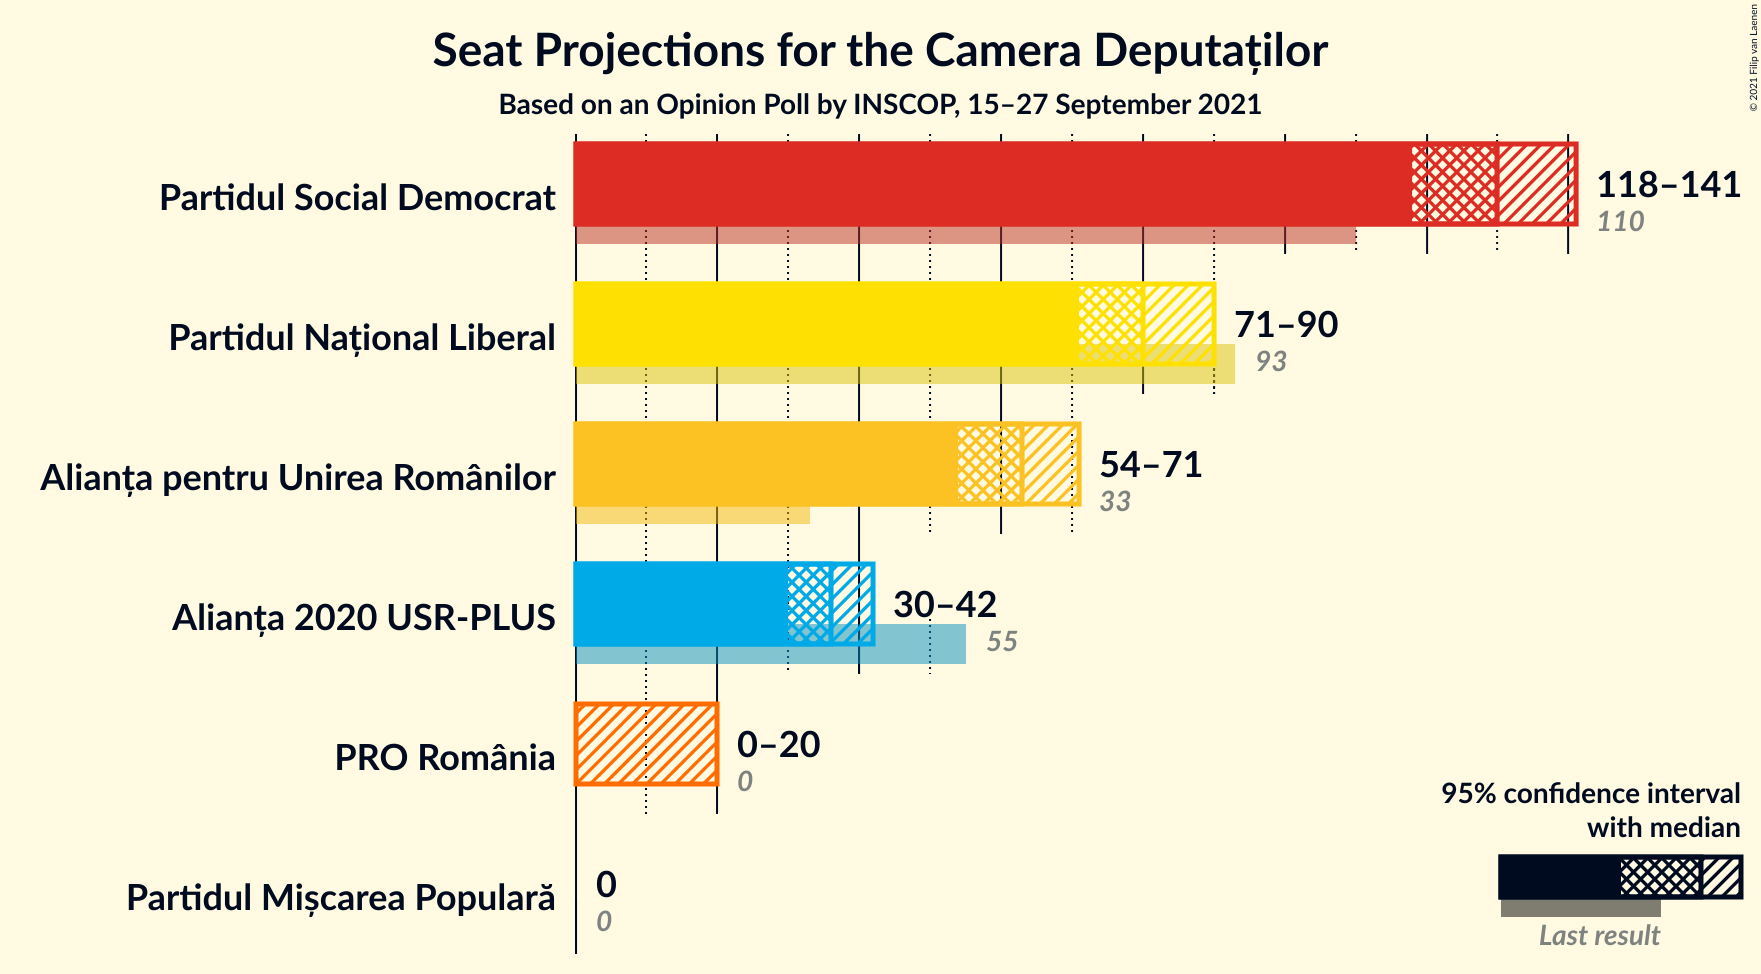 Seat Projections for the Camera Deputaților
Based on an Opinion Poll by INSCOP, 15–27 September 2021
© 2021 Filip van Laenen
Partidul Social Democrat
118–141
110
Partidul Național Liberal
71–90
93
Alianța pentru Unirea Românilor
54–71
33
Alianța 2020 USR-PLUS
30–42
55
PRO România
0–20
0
Partidul Mișcarea Populară
0
0
95% confidence interval
with median
Last result